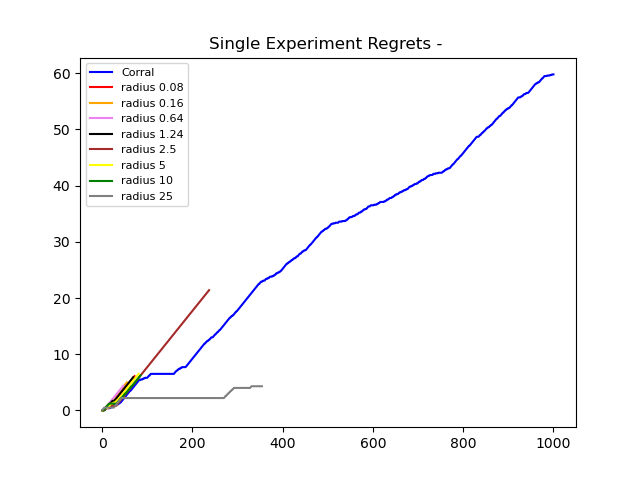 Single Experiment Regrets -
60
50
40
30
20
10
0
Corral
radius 0.08
radius 0.16
radius 0.64
radius 1.24
radius 2.5
radius 5
radius 10
radius 25
0 200 400 600 800 1000